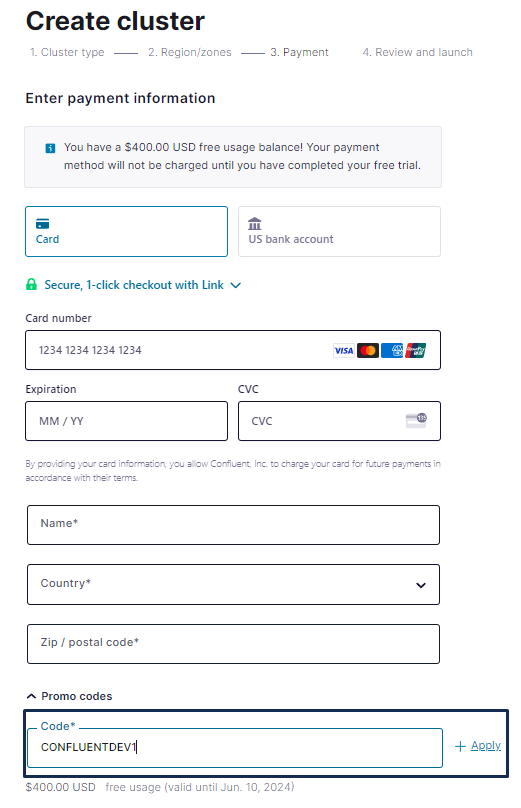 Create cluster
1. Cluster type
2. Region/zones
3. Payment
4. Review and launch
Enter payment information
You have a $400.00 USD free usage balance! Your payment
method will not be charged until you have completed your free trial.
Card
US bank account
Secure, 1-click checkout with Link
Card number
1234 1234 1234 1234
VISA
AM
EX
UnionPay
Expiration
CVC
MM / YY
CVC
135
By providing your card information, you allow Confluent, Inc. to charge your card for future payments in
accordance with their terms.
Name*
Country*
Zip / postal code*
Promo codes
Code*
CONFLUENTDEV1
+ Apply
$400.00 USD free usage (valid until Jun. 10, 2024)